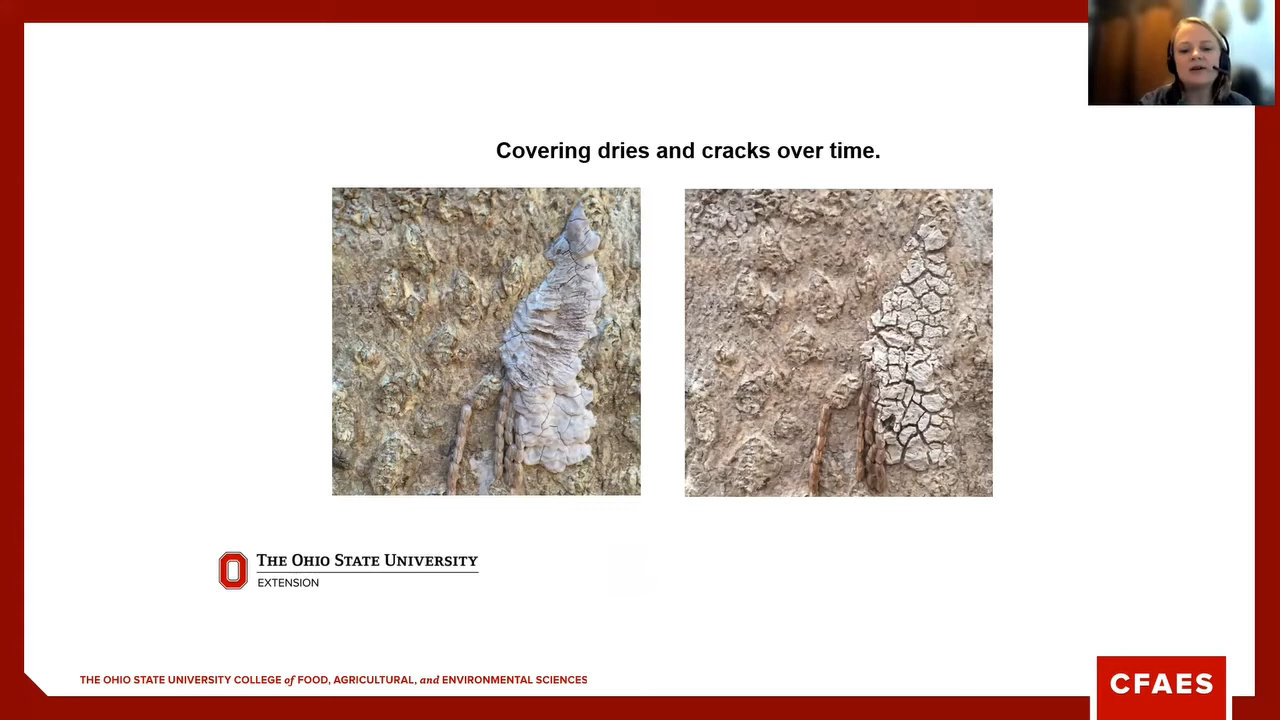 Covering dries and cracks over time.
THE OHIO STATE UNIVERSITY
EXTENSION
THE OHIO STATE UNIVERSITY COLLEGE of FOOD, AGRICULTURAL, and ENVIRONMENTAL SCIENCES
CFAES